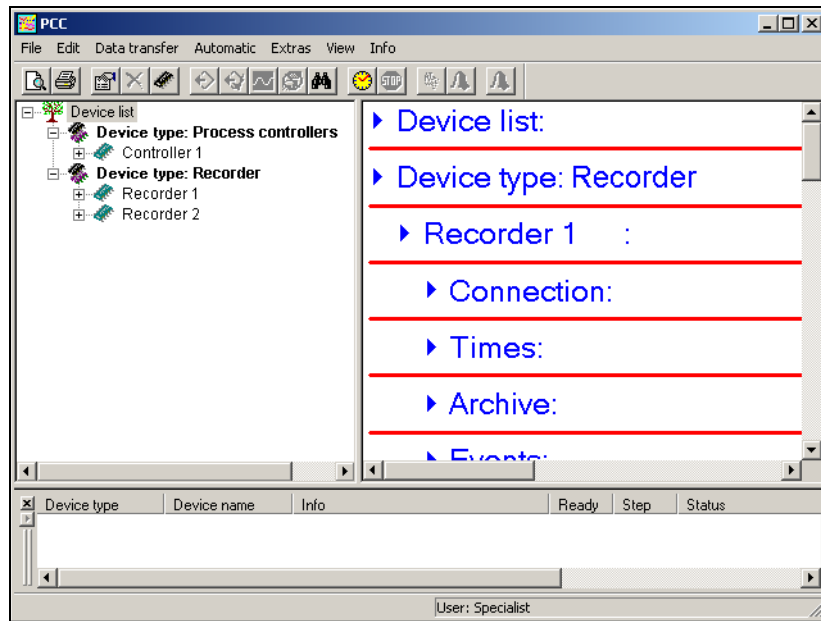 PCC
File Edit Data transfer Automatic Extras View Info
STOP
Device list
Device type: Process controllers
Controller 1
Device type: Recorder
Recorder 1
Recorder 2
Device list:
Device type: Recorder
Recorder 1 :
Connection:
Times:
Archive:
Events:
Device type Device name Info Ready Step Status
User: Specialist